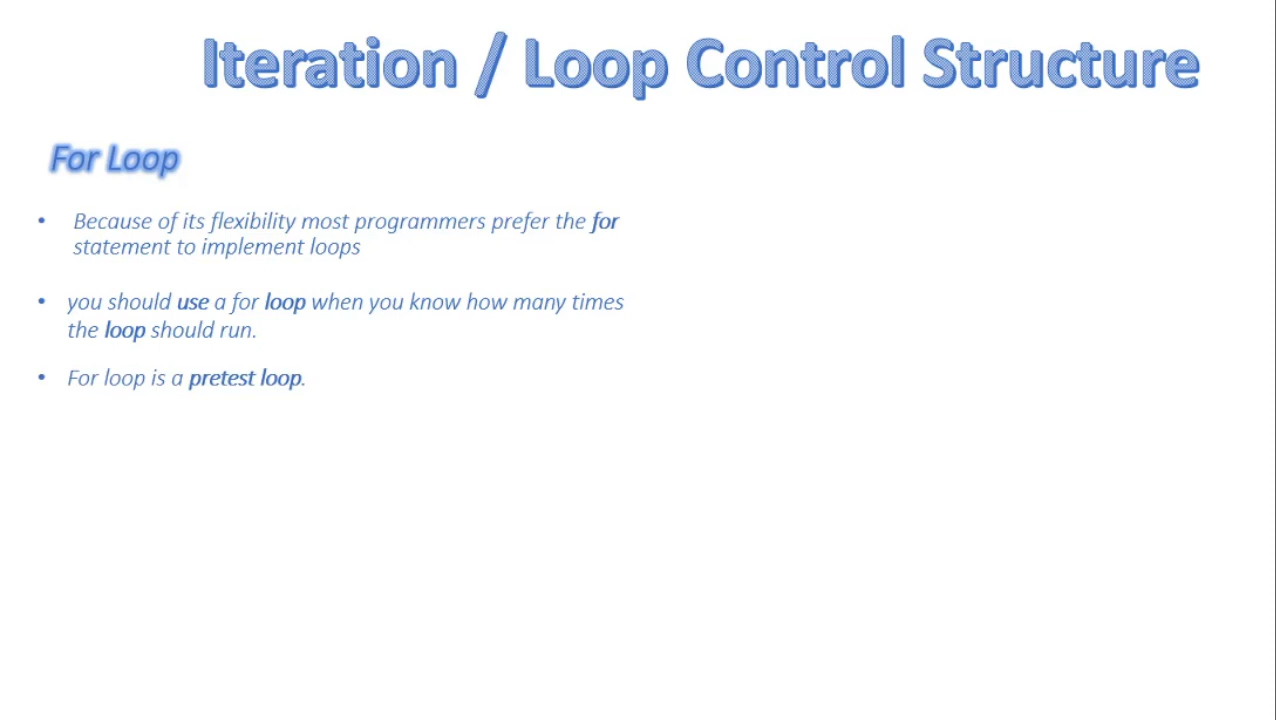 Iteration / Loop Control Structure
For Loop
• Because of its flexibility most programmers prefer the for
statement to implement loops
• you should use a for loop when you know how many times
the loop should run.
• For loop is a pretest loop.